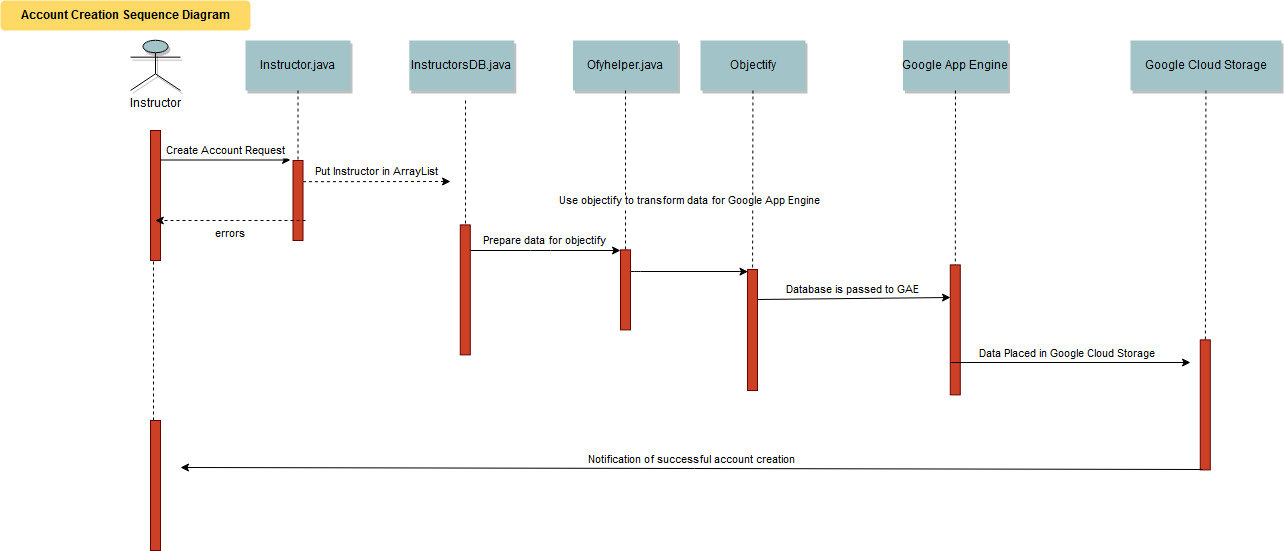 Account Creation Sequence Diagram
Instructor
Instructor.java
InstructorsDB.java
Ofyhelper.java
Objectify
Google App Engine
Google Cloud Storage
Create Account Request
Put Instructor in ArrayList
Use objectify to transform data for Google App Engine
errors
Prepare data for objectify
Database is passed to GAE
Data Placed in Google Cloud Storage
Notification of successful account creation